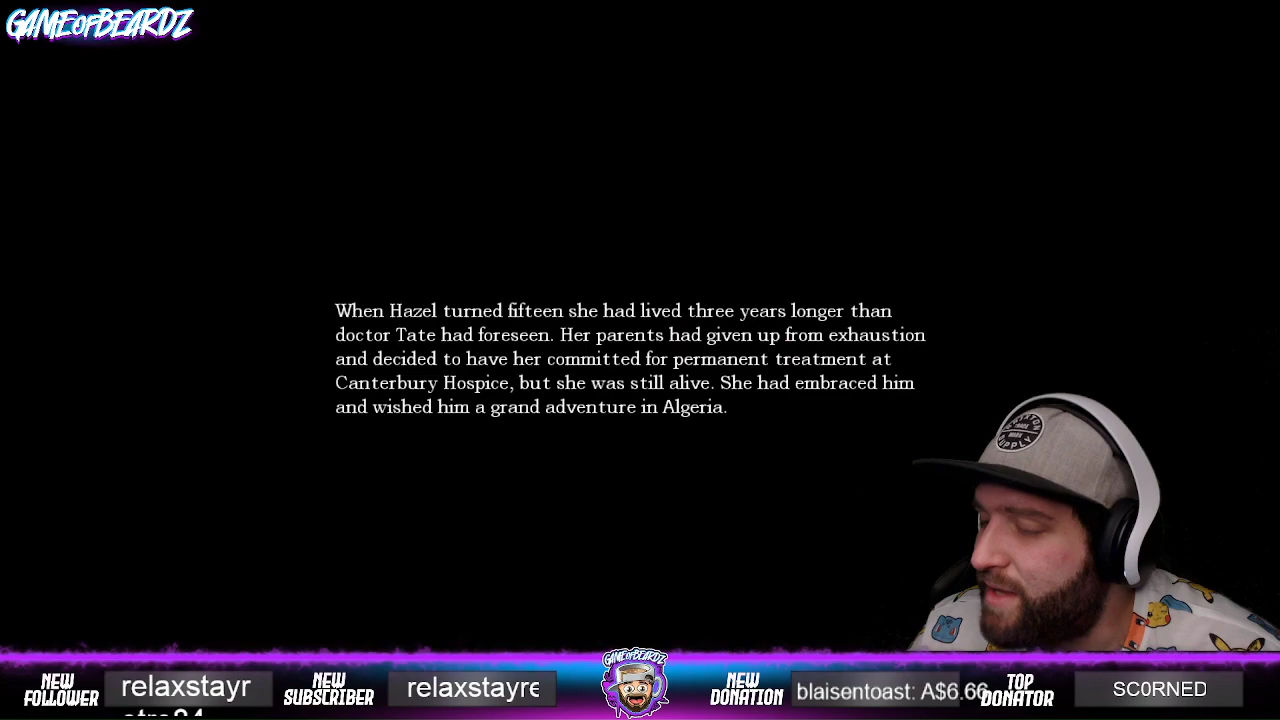 GAMEOFBEARDZ
When Hazel turned fifteen she had lived three years longer than
doctor Tate had foreseen. Her parents had given up from exhaustion
and decided to have her committed for permanent treatment at
Canterbury Hospice, but she was still alive. She had embraced him
and wished him a grand adventure in Algeria.
GAMEOFBEARDZ
NEW
FOLLOWER
relaxstayr
NEW
SUBSCRIBER
relaxstayre
NEW
DONATION
blaisentoast: A$6.66
TOP
DONATOR
SC0RNED